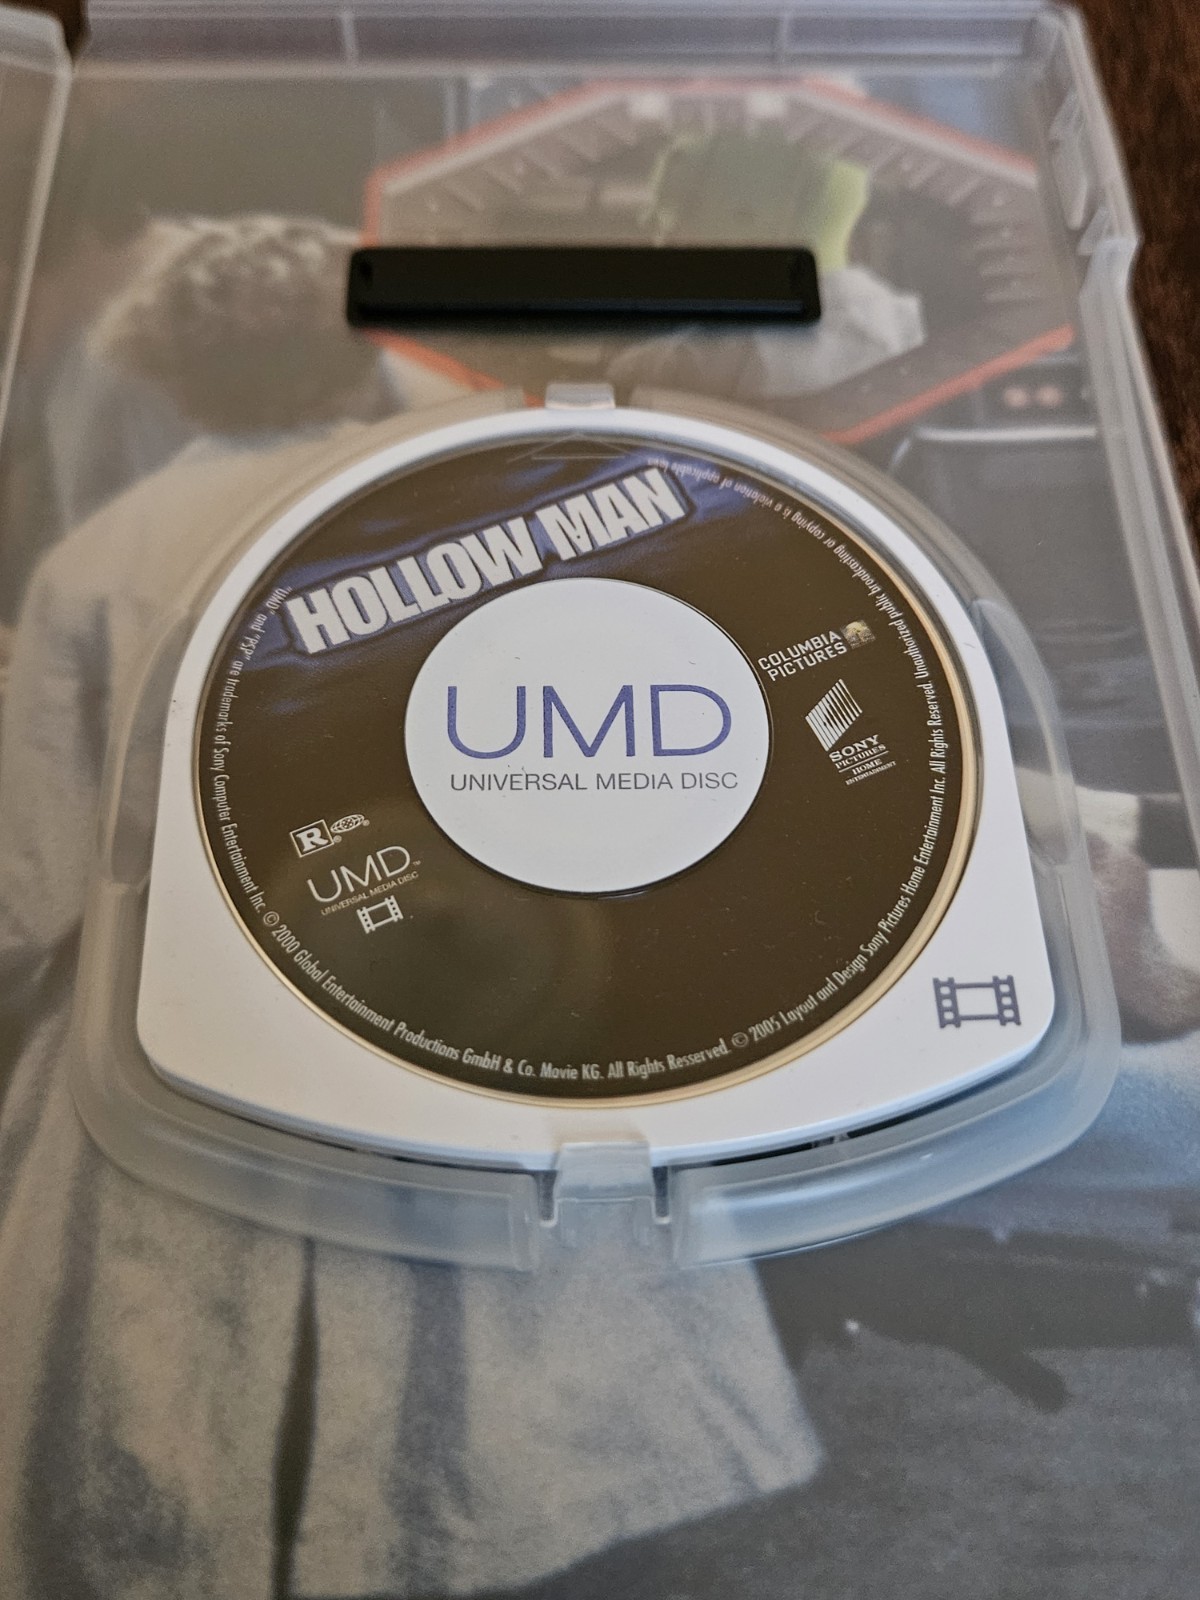 HOLLOW MAN
UMD
UNIVERSAL MEDIA DISC
COLUMBIA
PICTURES
SONY
PICTURES
HOME
ENTERTAINMENT
R
UMD™
UNIVERSAL MEDIA DISC
"UMD" and "PSP" are trademarks of Sony Computer Entertainment Inc. © 2000 Global Entertainment Productions GmbH & Co. Movie KG. All Rights Resserved. © 2005 Layout and Design Sony Pictures Home Entertainment Inc. All Rights Reserved. Unauthorized public broadcasting or copying is a violation of applicable laws.